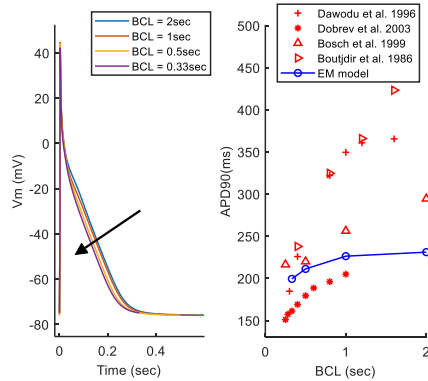 BCL = 2sec
BCL = 1sec
BCL = 0.5sec
BCL = 0.33sec
40
20
0
-20
-40
-60
-80
Vm (mV)
0
0.2
0.4
Time (sec)
Dawodu et al. 1996
Dobrev et al. 2003
Bosch et al. 1999
Boutjdir et al. 1986
EM model
500
450
400
350
300
250
200
150
APD90(ms)
0
1
2
BCL (sec)